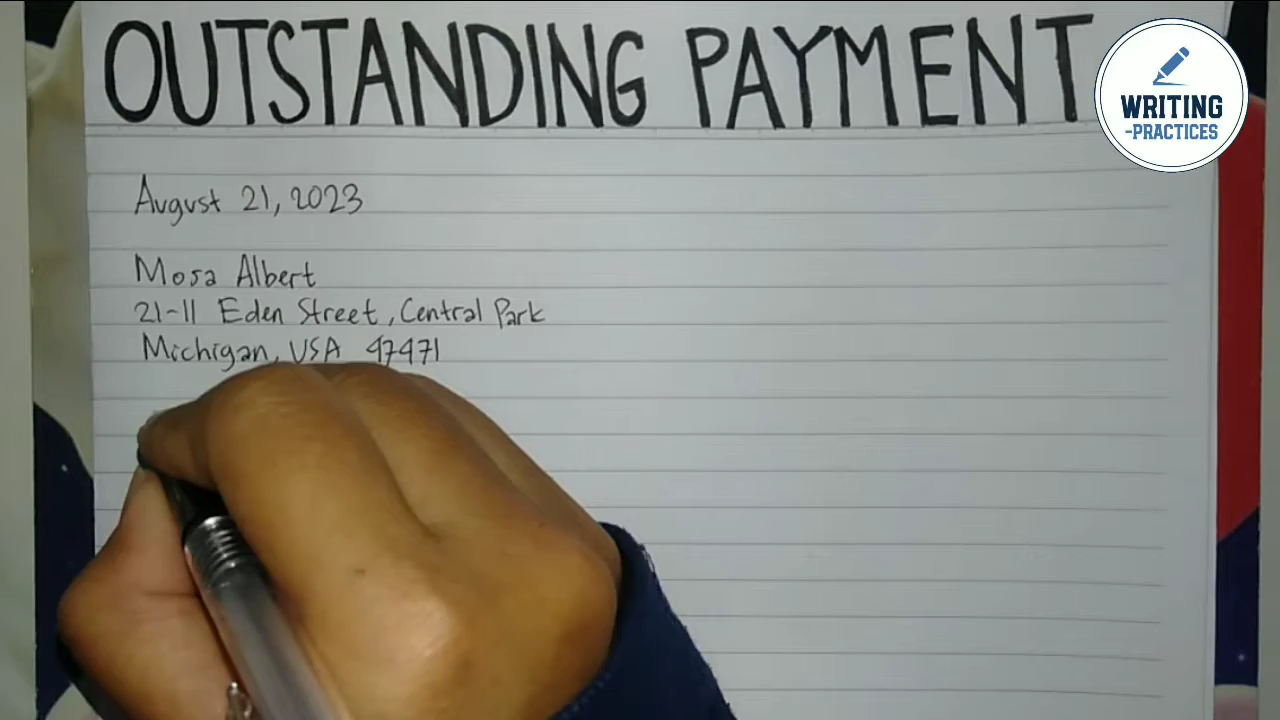 OUTSTANDING PAYMENT
WRITING
-PRACTICES
August 21, 2023
Mosa Albert
21-11 Eden Street, Central Park
Michigan, USA 47471